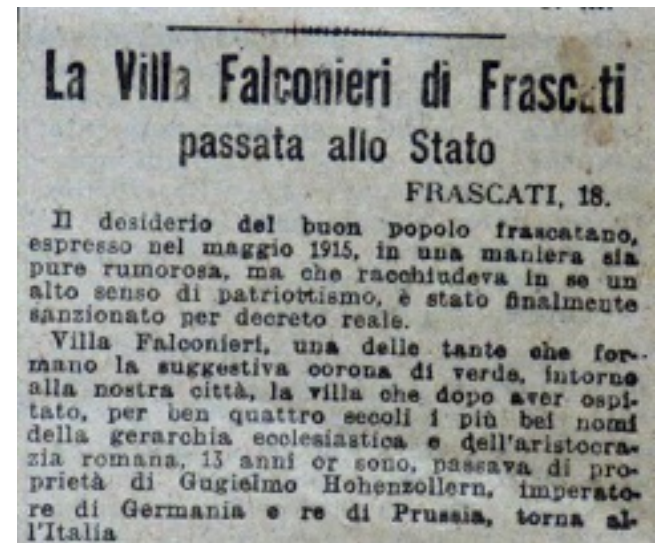 La Villa Falconieri di Frascati
passata allo Stato
FRASCATI, 18.
Il desiderio del buon popolo frascatano,
espresso nel maggio 1915, in una maniera sia
pure rumorosa, ma che racchiudeva in se un
alto senso di patriottismo, è stato finalmente
sanzionato per decreto reale.
Villa Falconieri, una delle tante che for-
mano la suggestiva corona di verde, intorno
alla nostra città, la villa che dopo aver ospi-
tato, per ben quattro secoli i più bei nomi
della gerarchia ecclesiastica e dell'aristocra-
zia romana, 13 anni or sono, passava di pro-
prietà di Gugielmo Hohenzollern, imperato-
re di Germania e re di Prussia, torna al-
l'Italia